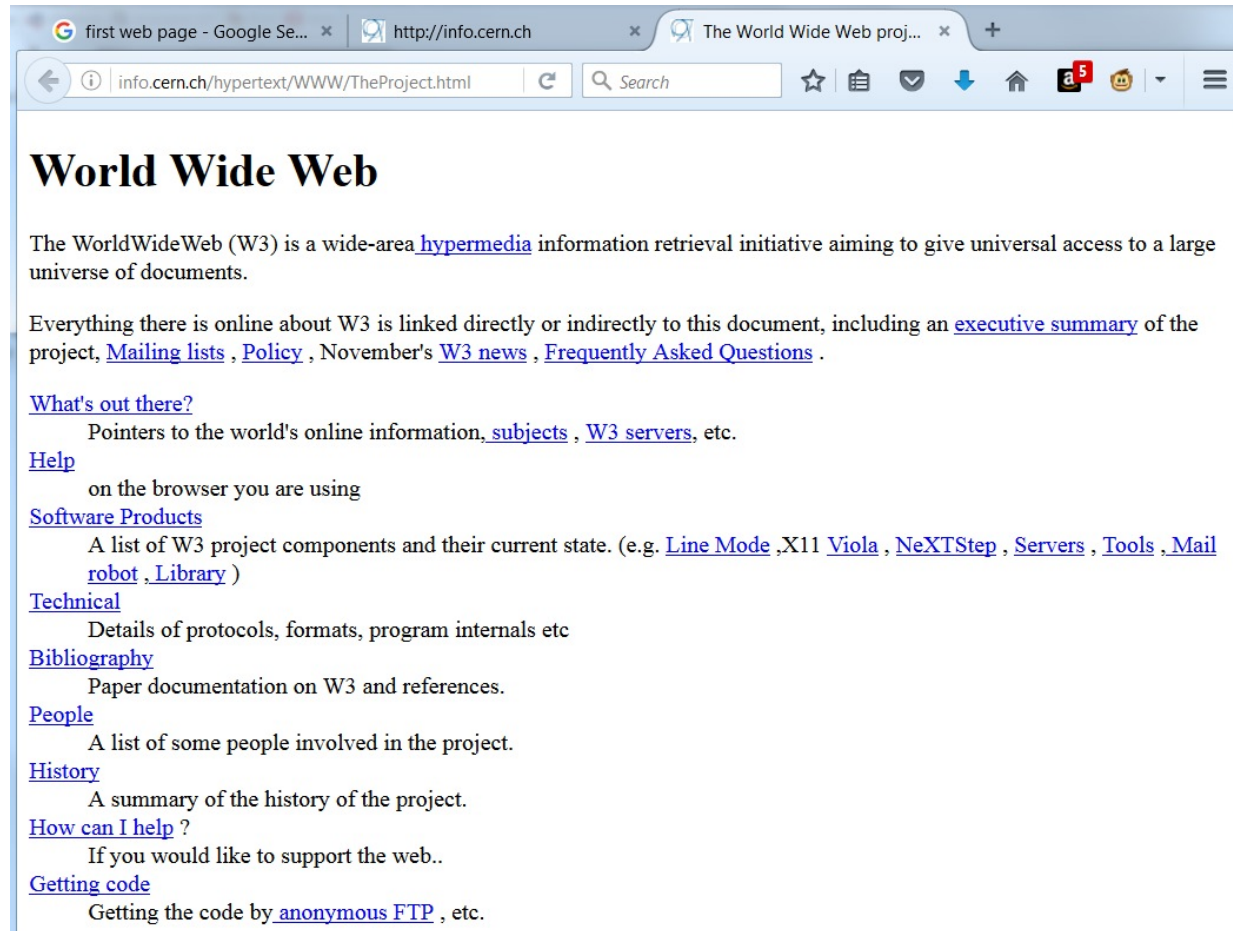 first web page - Google Se...
http://info.cern.ch
The World Wide Web proj...
info.cern.ch/hypertext/WWW/TheProject.html
Search
5
World Wide Web
The WorldWideWeb (W3) is a wide-area hypermedia information retrieval initiative aiming to give universal access to a large
universe of documents.
Everything there is online about W3 is linked directly or indirectly to this document, including an executive summary of the
project, Mailing lists , Policy , November's W3 news , Frequently Asked Questions .
What's out there?
Pointers to the world's online information, subjects , W3 servers, etc.
Help
on the browser you are using
Software Products
A list of W3 project components and their current state. (e.g. Line Mode ,X11 Viola , NeXTStep , Servers , Tools , Mail
robot , Library )
Technical
Details of protocols, formats, program internals etc
Bibliography
Paper documentation on W3 and references.
People
A list of some people involved in the project.
History
A summary of the history of the project.
How can I help ?
If you would like to support the web..
Getting code
Getting the code by anonymous FTP , etc.